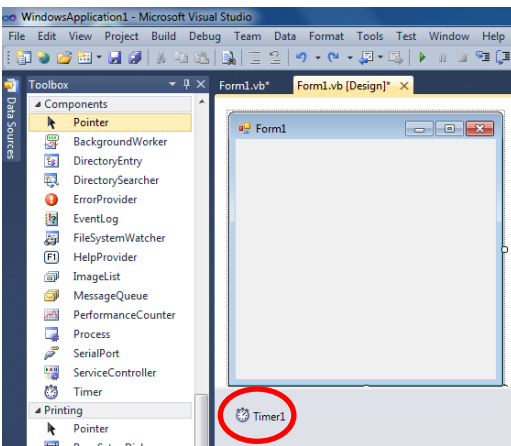 WindowsApplication1 - Microsoft Visual Studio
File Edit View Project Build Debug Team Data Format Tools Test Window Help
Data Sources
Toolbox
Components
Pointer
BackgroundWorker
DirectoryEntry
DirectorySearcher
ErrorProvider
EventLog
FileSystemWatcher
F1 HelpProvider
ImageList
MessageQueue
PerformanceCounter
Process
SerialPort
ServiceController
Timer
Printing
Pointer
Form1.vb* Form1.vb [Design]*
Form1
Timer1